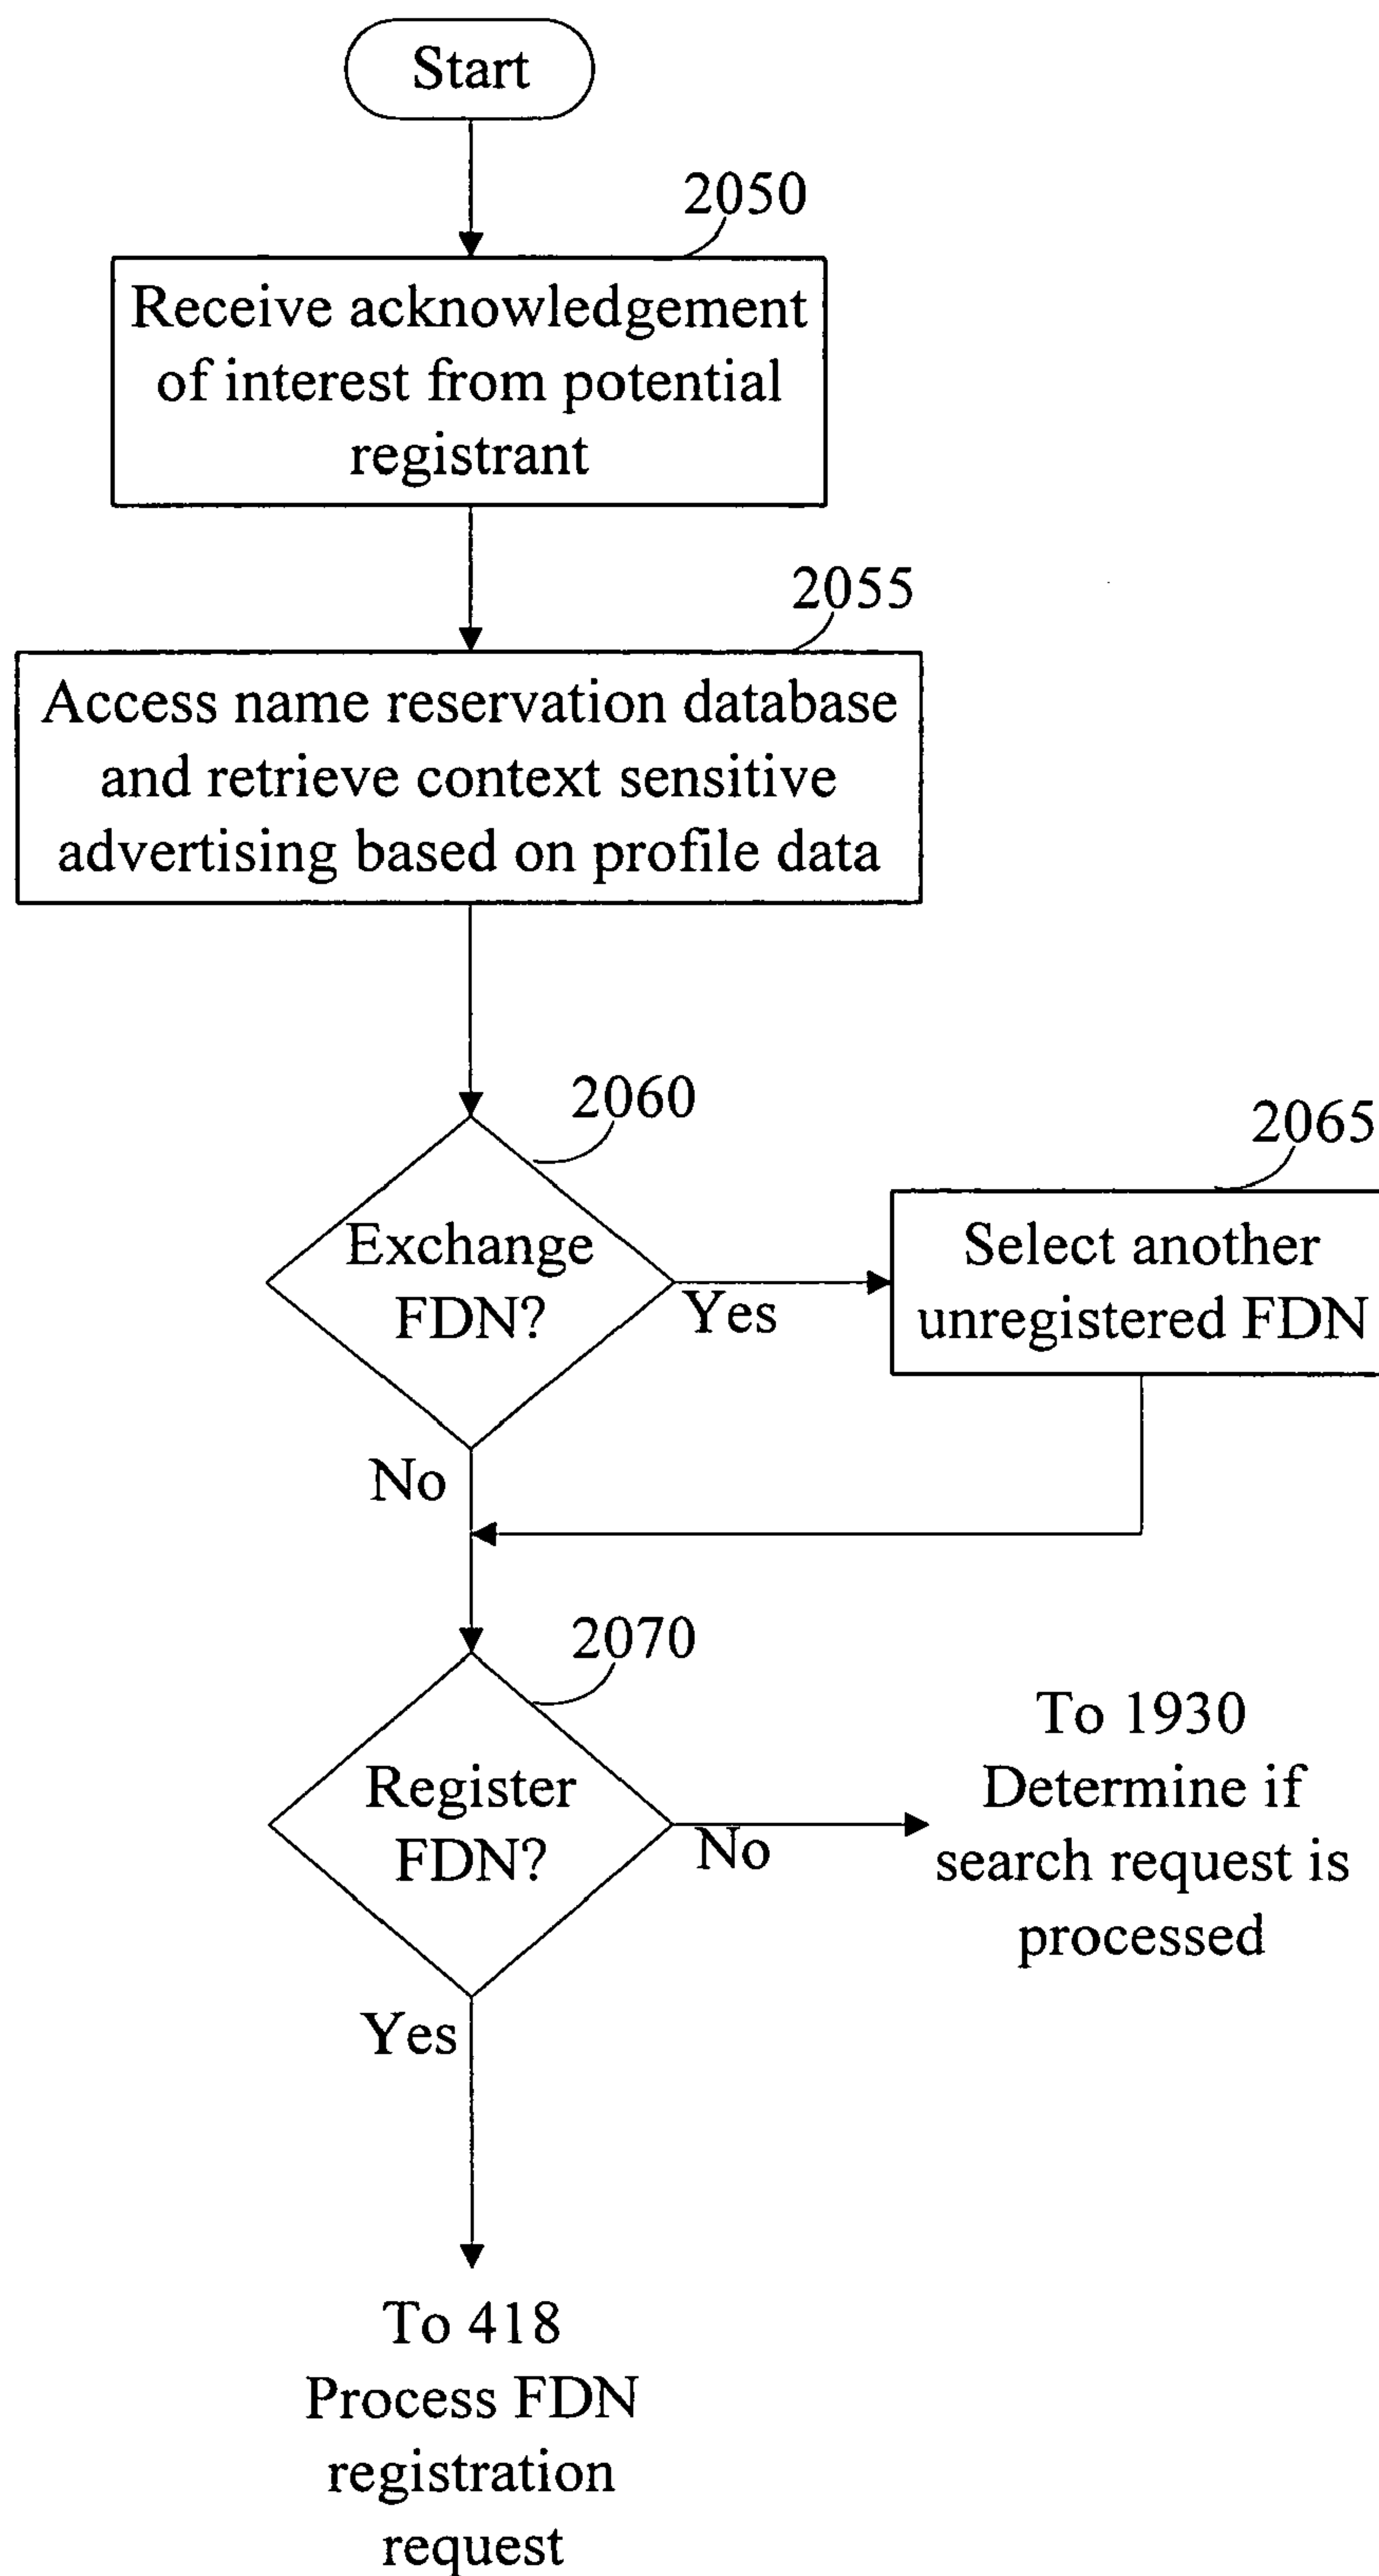 Start
2050
Receive acknowledgement
of interest from potential
registrant
2055
Access name reservation database
and retrieve context sensitive
advertising based on profile data
2060
Exchange
FDN?
Yes
No
2065
Select another
unregistered FDN
2070
Register
FDN?
No
Yes
To 1930
Determine if
search request is
processed
To 418
Process FDN
registration
request